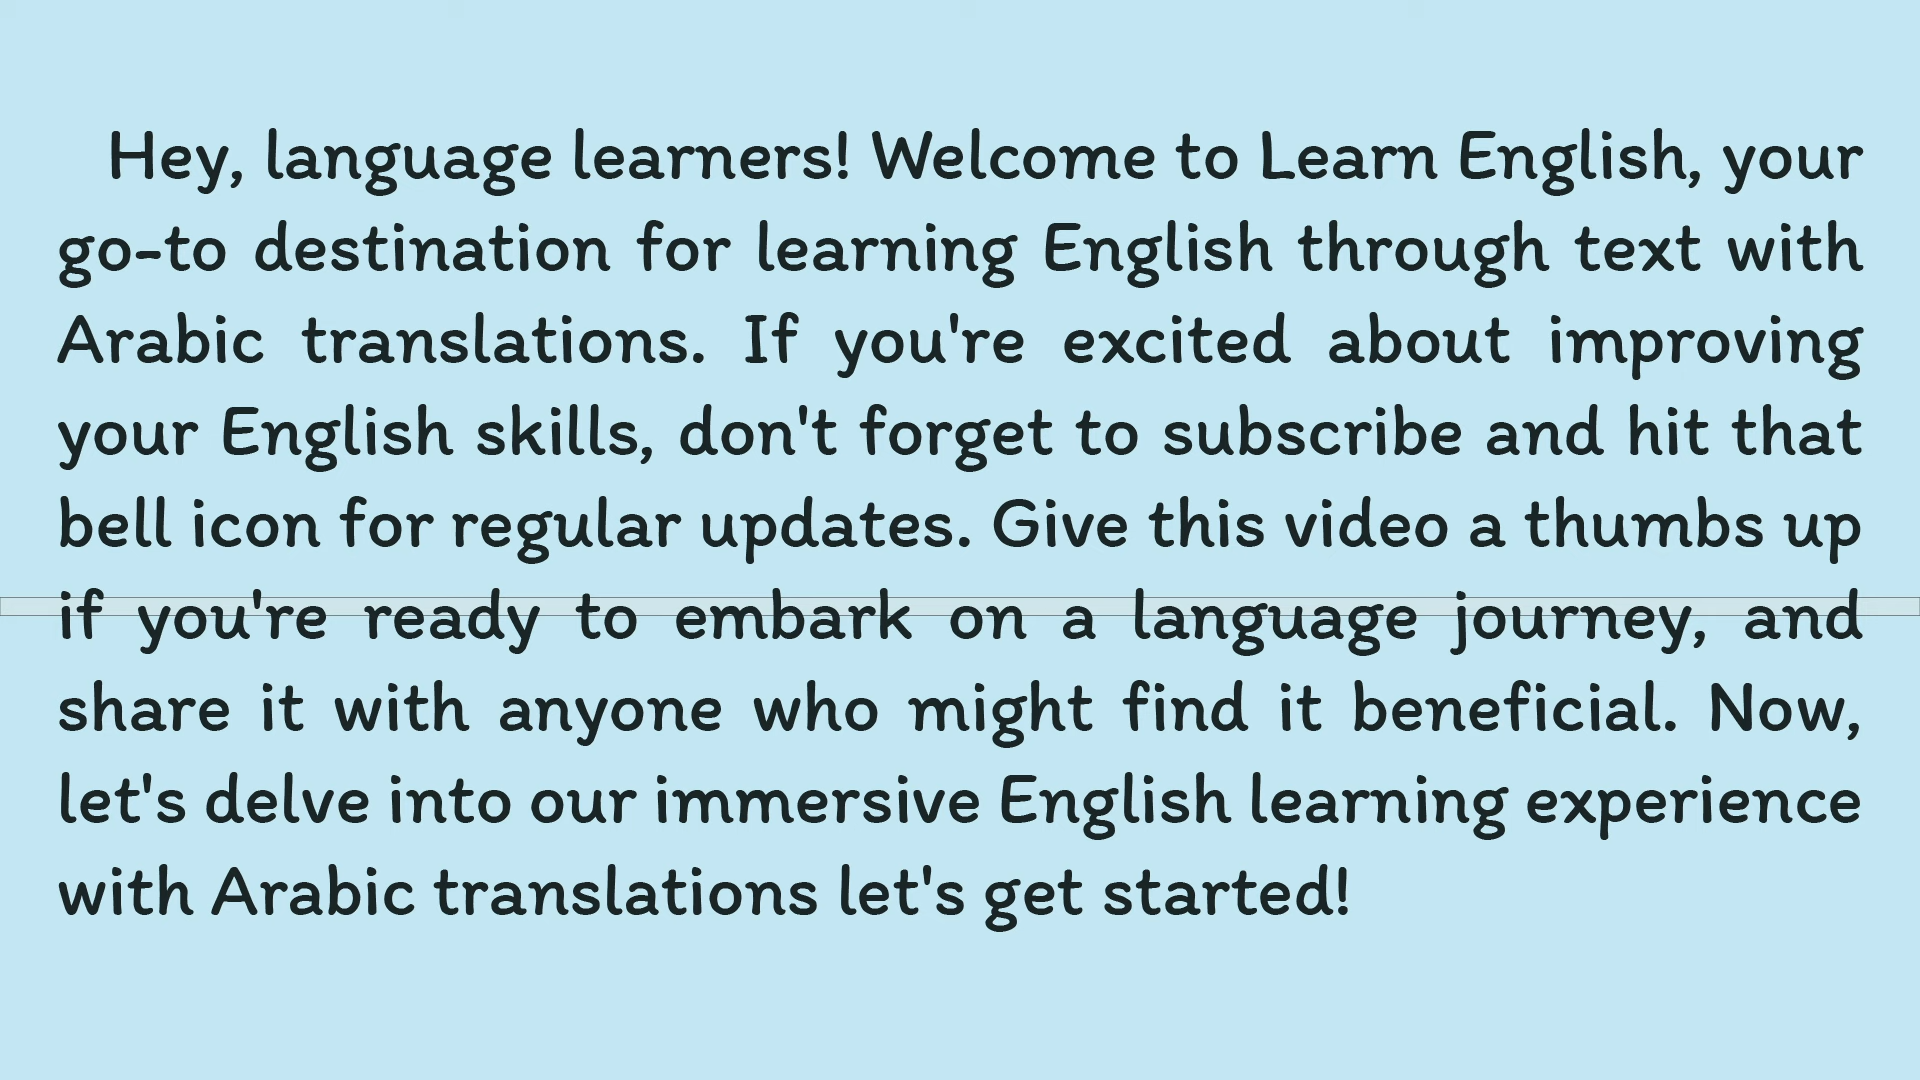 Hey, language learners! Welcome to Learn English, your
go-to destination for learning English through text with
Arabic translations. If you're excited about improving
your English skills, don't forget to subscribe and hit that
bell icon for regular updates. Give this video a thumbs up
if you're ready to embark on a language journey, and
share it with anyone who might find it beneficial. Now,
let's delve into our immersive English learning experience
with Arabic translations let's get started!